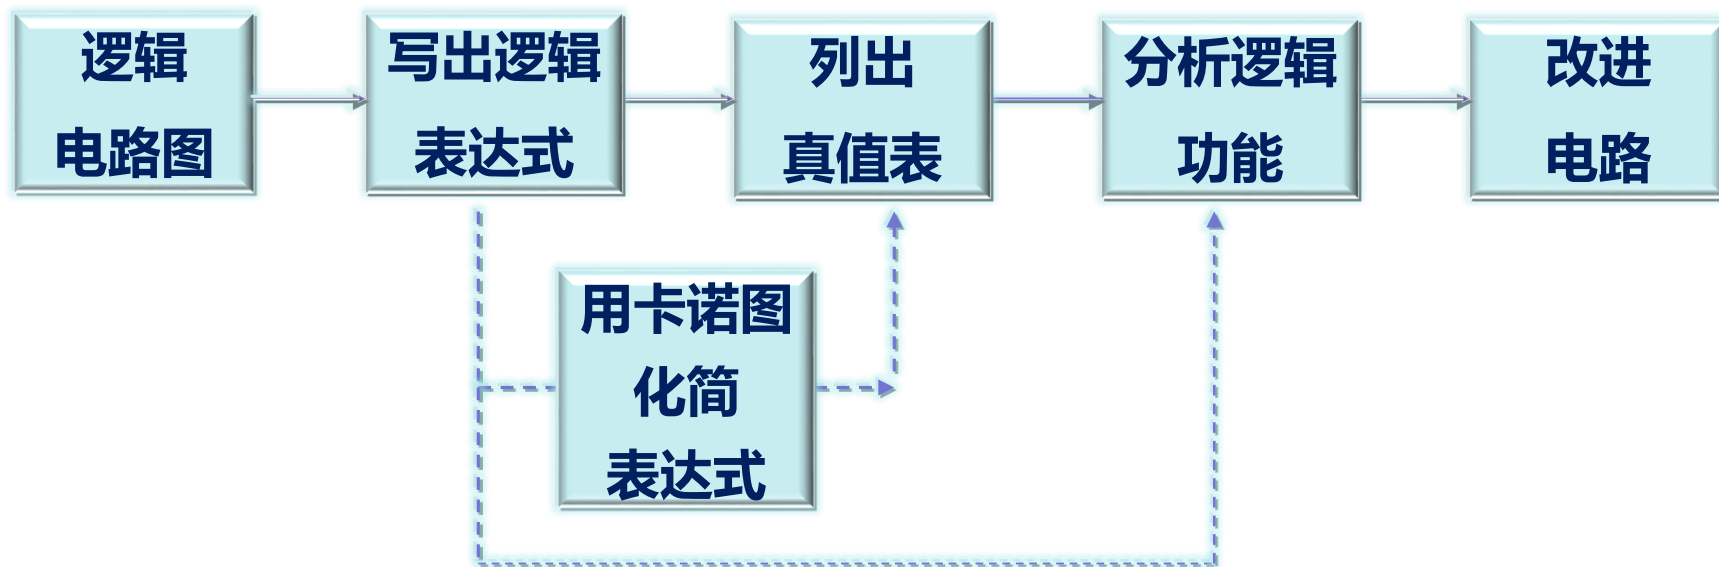 逻辑
电路图
写出逻辑
表达式
列出
真值表
分析逻辑
功能
改进
电路
用卡诺图
化简
表达式